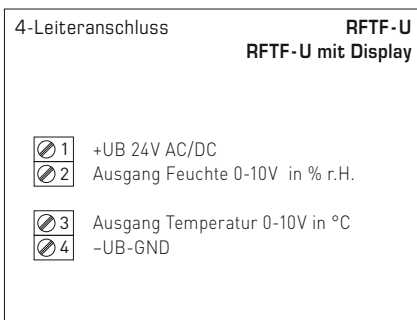 4-Leiteranschluss RFTF-U
RFTF-U mit Display
1 +UB 24V AC/DC
2 Ausgang Feuchte 0-10V in % r.H.
3 Ausgang Temperatur 0-10V in °C
4 –UB-GND